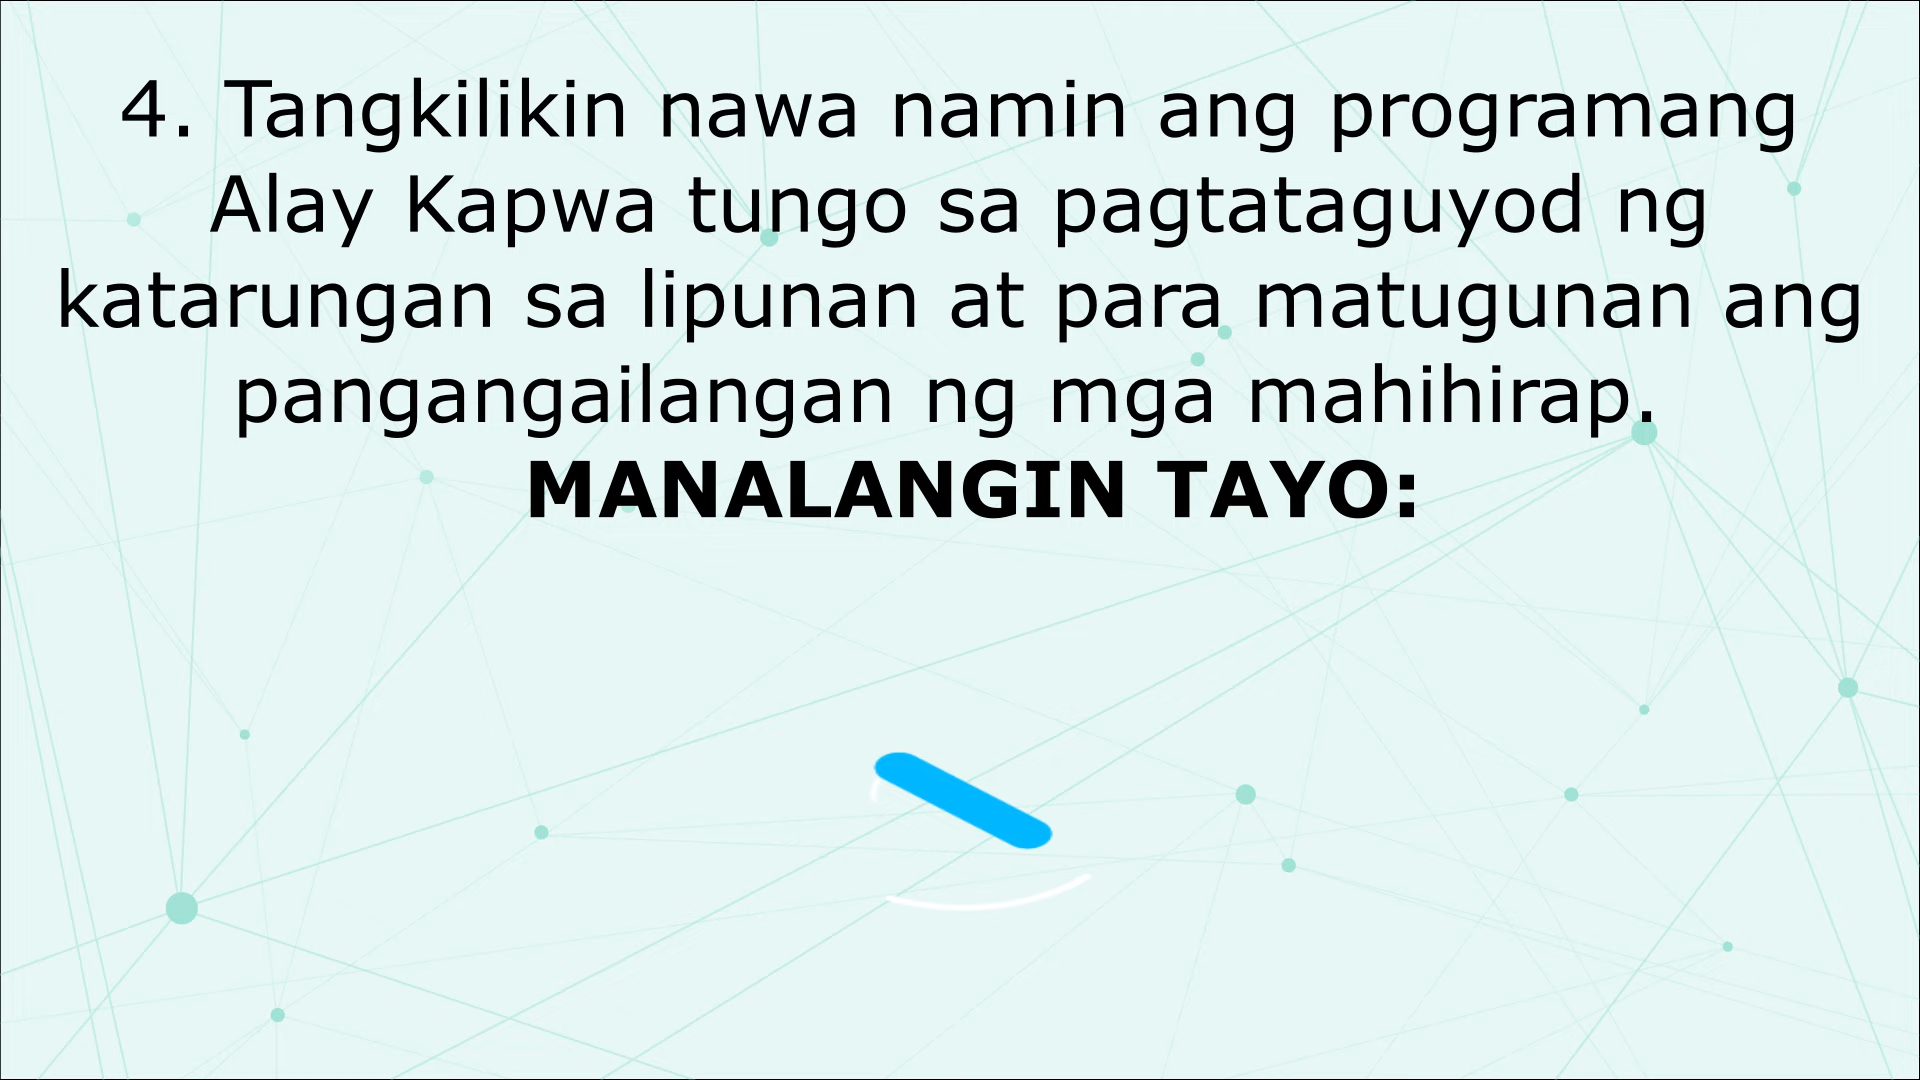 4. Tangkilikin nawa namin ang programang
Alay Kapwa tungo sa pagtataguyod ng
katarungan sa lipunan at para matugunan ang
pangangailangan ng mga mahihirap.
MANALANGIN TAYO: